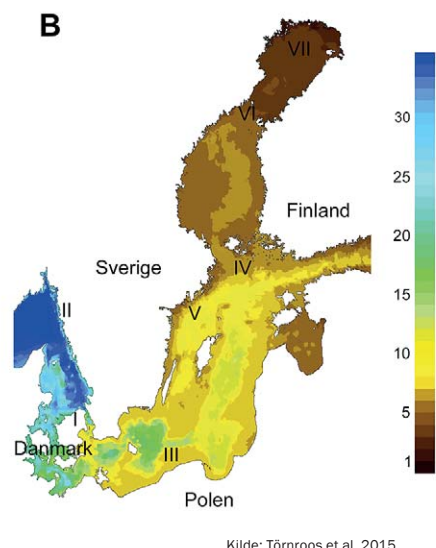 B
VII
VI
Finland
Sverige
IV
II
V
I
Danmark
III
Polen
30
25
20
15
10
5
1
Kilde: Törnroos et al. 2015